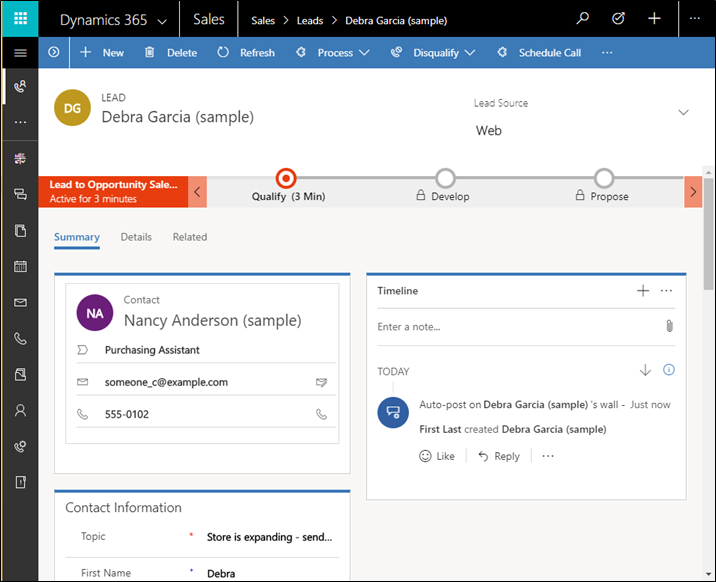 Dynamics 365 Sales Sales > Leads > Debra Garcia (sample)
New Delete Refresh Process Disqualify Schedule Call ...
LEAD
DG Debra Garcia (sample)
Lead Source
Web
Lead to Opportunity Sale...
Active for 3 minutes
Qualify (3 Min) Develop Propose
Summary Details Related
Contact
NA Nancy Anderson (sample)
Purchasing Assistant
someone_c@example.com
555-0102
Contact Information
Topic * Store is expanding - send...
First Name * Debra
Timeline
Enter a note...
TODAY
Auto-post on Debra Garcia (sample) 's wall - Just now
First Last created Debra Garcia (sample)
Like Reply ...